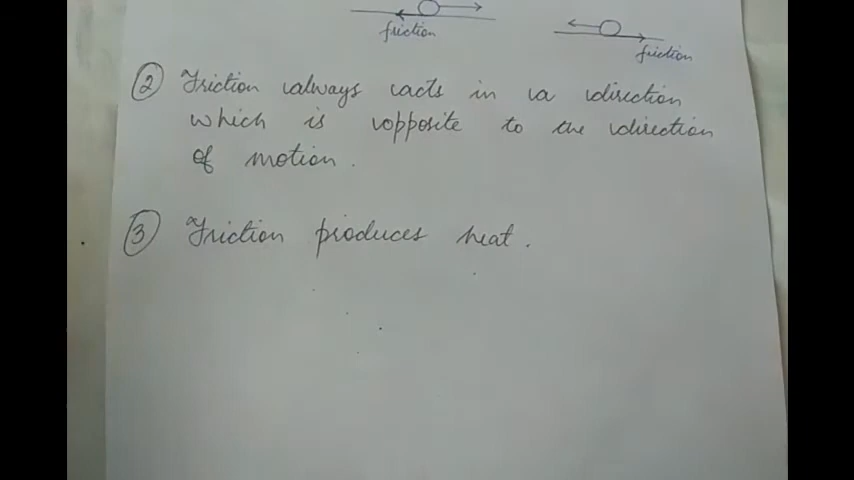 friction
friction
② Friction always acts in a direction
which is opposite to the direction
of motion.
③ Friction produces heat.